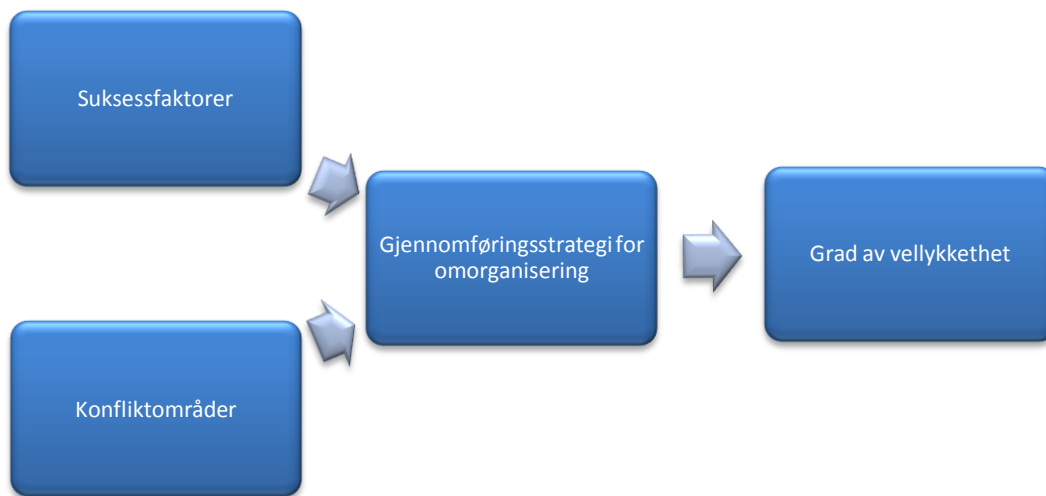 Suksessfaktorer
Konfliktområder
Gjennomføringsstrategi for
omorganisering
Grad av vellykkethet